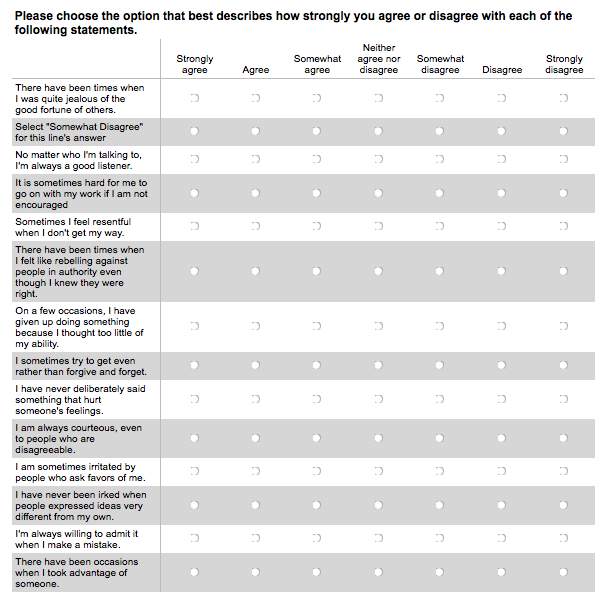 Please choose the option that best describes how strongly you agree or disagree with each of the
following statements.
Strongly agree
Agree
Somewhat agree
Neither agree nor disagree
Somewhat disagree
Disagree
Strongly disagree
There have been times when
I was quite jealous of the
good fortune of others.
Select "Somewhat Disagree"
for this line's answer
No matter who I'm talking to,
I'm always a good listener.
It is sometimes hard for me to
go on with my work if I am not
encouraged
Sometimes I feel resentful
when I don't get my way.
There have been times when
I felt like rebelling against
people in authority even
though I knew they were
right.
On a few occasions, I have
given up doing something
because I thought too little of
my ability.
I sometimes try to get even
rather than forgive and forget.
I have never deliberately said
something that hurt
someone's feelings.
I am always courteous, even
to people who are
disagreeable.
I am sometimes irritated by
people who ask favors of me.
I have never been irked when
people expressed ideas very
different from my own.
I'm always willing to admit it
when I make a mistake.
There have been occasions
when I took advantage of
someone.